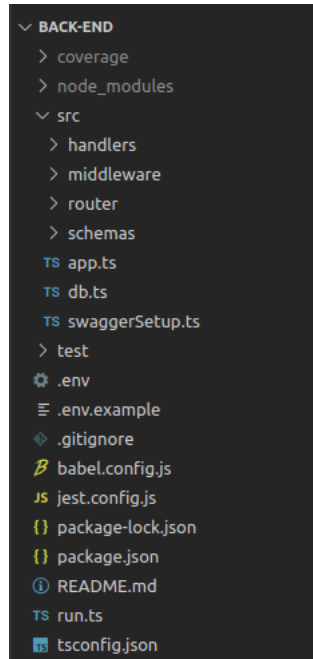 BACK-END
coverage
node_modules
src
handlers
middleware
router
schemas
TS app.ts
TS db.ts
TS swaggerSetup.ts
test
.env
.env.example
.gitignore
B babel.config.js
JS jest.config.js
{} package-lock.json
{} package.json
README.md
TS run.ts
TS tsconfig.json